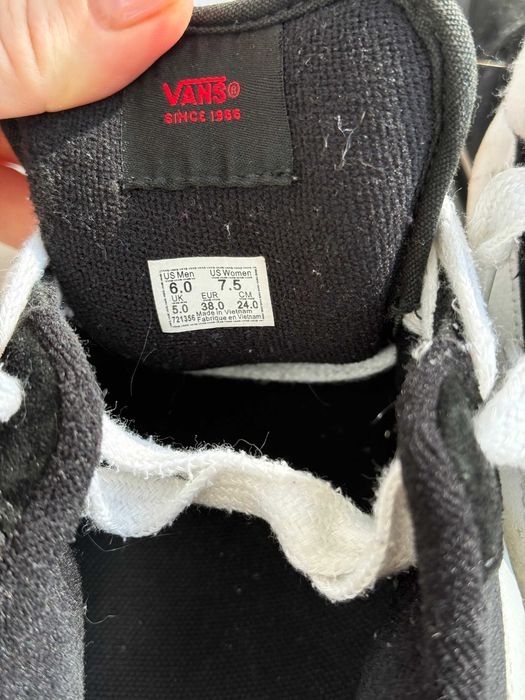 VANS®
SINCE 1966
US Men US Women
6.0 7.5
UK EUR CM
5.0 38.0 24.0
Made in Vietnam
721356 Fabrique en Vietnam